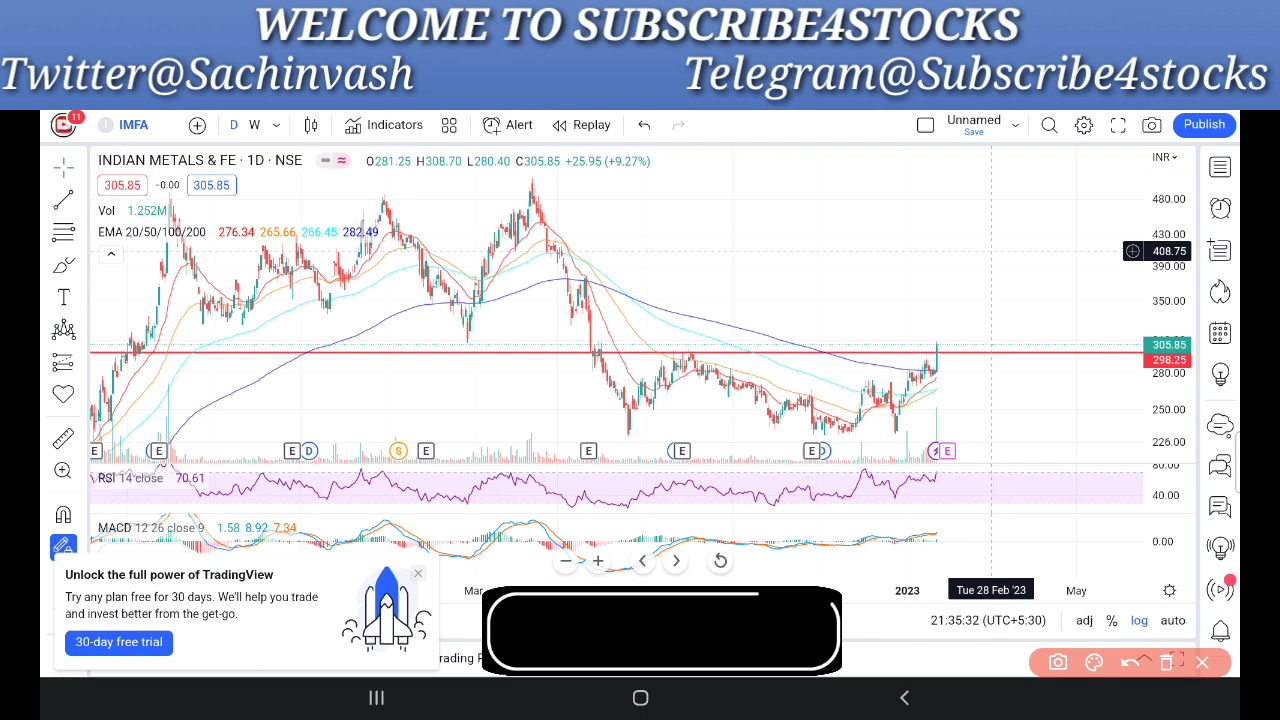 WELCOME TO SUBSCRIBE4STOCKS
Twitter@Sachinvash Telegram@Subscribe4stocks
11
I IMFA D W Indicators Alert Replay Unnamed Save Publish
INDIAN METALS & FE · 1D · NSE O281.25 H308.70 L280.40 C305.85 +25.95 (+9.27%) INR
305.85 -0.00 305.85
480.00
Vol 1.252M
EMA 20/50/100/200 276.34 265.66 266.45 282.49 430.00
408.75
390.00
350.00
305.85
298.25
280.00
250.00
226.00
E E E D S E E E E E
RSI 14 close 70.61
40.00
MACD 12 26 close 9 1.58 8.92 7.34
0.00
Unlock the full power of TradingView
Try any plan free for 30 days. We'll help you trade
and invest better from the get-go.
30-day free trial
Mar 2023 Tue 28 Feb '23 May
21:35:32 (UTC+5:30) adj % log auto